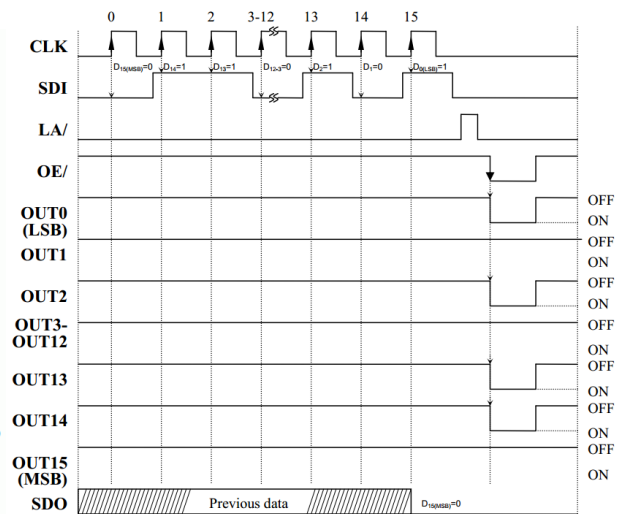 0 1 2 3-12 13 14 15
CLK
D15(MSB)=0 D14=1 D13=1 D12-3=0 D2=1 D1=0 D0(LSB)=1
SDI
LA/
OE/
OFF
OUT0
(LSB)
ON
OFF
OUT1
ON
OFF
OUT2
ON
OUT3-
OFF
OUT12
ON
OFF
OUT13
ON
OFF
OUT14
ON
OFF
OUT15
(MSB)
ON
SDO Previous data D15(MSB)=0